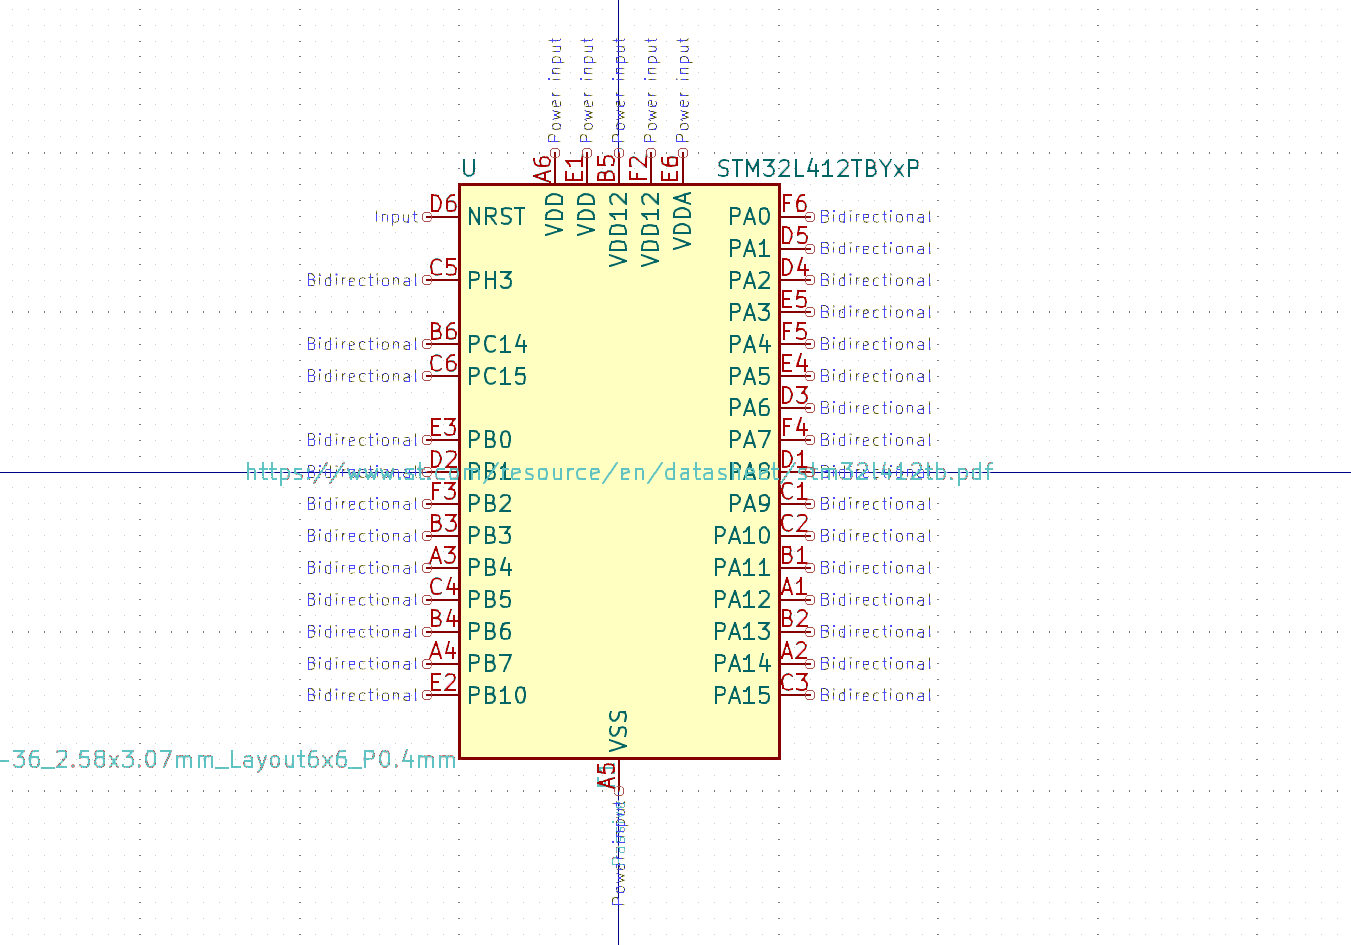 Power input Power input Power input Power input Power input
A6 E1 B5 F2 E6
U STM32L412TBYxP
VDD VDD VDD12 VDD12 VDDA
Input D6 NRST PA0 F6 Bidirectional
PA1 D5 Bidirectional
Bidirectional C5 PH3 PA2 D4 Bidirectional
PA3 E5 Bidirectional
Bidirectional B6 PC14 PA4 F5 Bidirectional
Bidirectional C6 PC15 PA5 E4 Bidirectional
PA6 D3 Bidirectional
Bidirectional E3 PB0 PA7 F4 Bidirectional
Bidirectional D2 PB1 PA8 D1 Bidirectional
https://www.st.com/resource/en/datasheet/stm32l412tb.pdf
Bidirectional F3 PB2 PA9 C1 Bidirectional
Bidirectional B3 PB3 PA10 C2 Bidirectional
Bidirectional A3 PB4 PA11 B1 Bidirectional
Bidirectional C4 PB5 PA12 A1 Bidirectional
Bidirectional B4 PB6 PA13 B2 Bidirectional
Bidirectional A4 PB7 PA14 A2 Bidirectional
Bidirectional E2 PB10 PA15 C3 Bidirectional
VSS
-36_2.58x3.07mm_Layout6x6_P0.4mm
A5
Power input